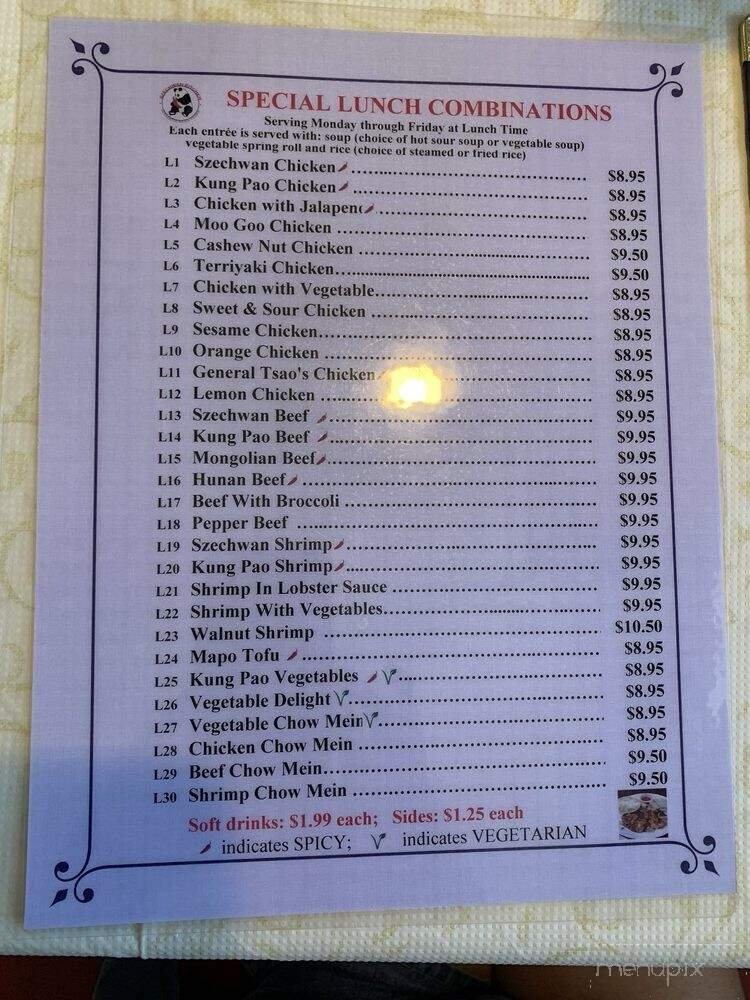 SPECIAL LUNCH COMBINATIONS
Serving Monday through Friday at Lunch Time
Each entrée is served with: soup (choice of hot sour soup or vegetable soup)
vegetable spring roll and rice (choice of steamed or fried rice)
L1 Szechwan Chicken $8.95
L2 Kung Pao Chicken $8.95
L3 Chicken with Jalapen $8.95
L4 Moo Goo Chicken $8.95
L5 Cashew Nut Chicken $9.50
L6 Terriyaki Chicken $9.50
L7 Chicken with Vegetable $8.95
L8 Sweet & Sour Chicken $8.95
L9 Sesame Chicken $8.95
L10 Orange Chicken $8.95
L11 General Tsao's Chicken $8.95
L12 Lemon Chicken $8.95
L13 Szechwan Beef $9.95
L14 Kung Pao Beef $9.95
L15 Mongolian Beef $9.95
L16 Hunan Beef $9.95
L17 Beef With Broccoli $9.95
L18 Pepper Beef $9.95
L19 Szechwan Shrimp $9.95
L20 Kung Pao Shrimp $9.95
L21 Shrimp In Lobster Sauce $9.95
L22 Shrimp With Vegetables $9.95
L23 Walnut Shrimp $10.50
L24 Mapo Tofu $8.95
L25 Kung Pao Vegetables $8.95
L26 Vegetable Delight $8.95
L27 Vegetable Chow Mein $8.95
L28 Chicken Chow Mein $8.95
L29 Beef Chow Mein $9.50
L30 Shrimp Chow Mein $9.50
Soft drinks: $1.99 each; Sides: $1.25 each
indicates SPICY; indicates VEGETARIAN
menupix